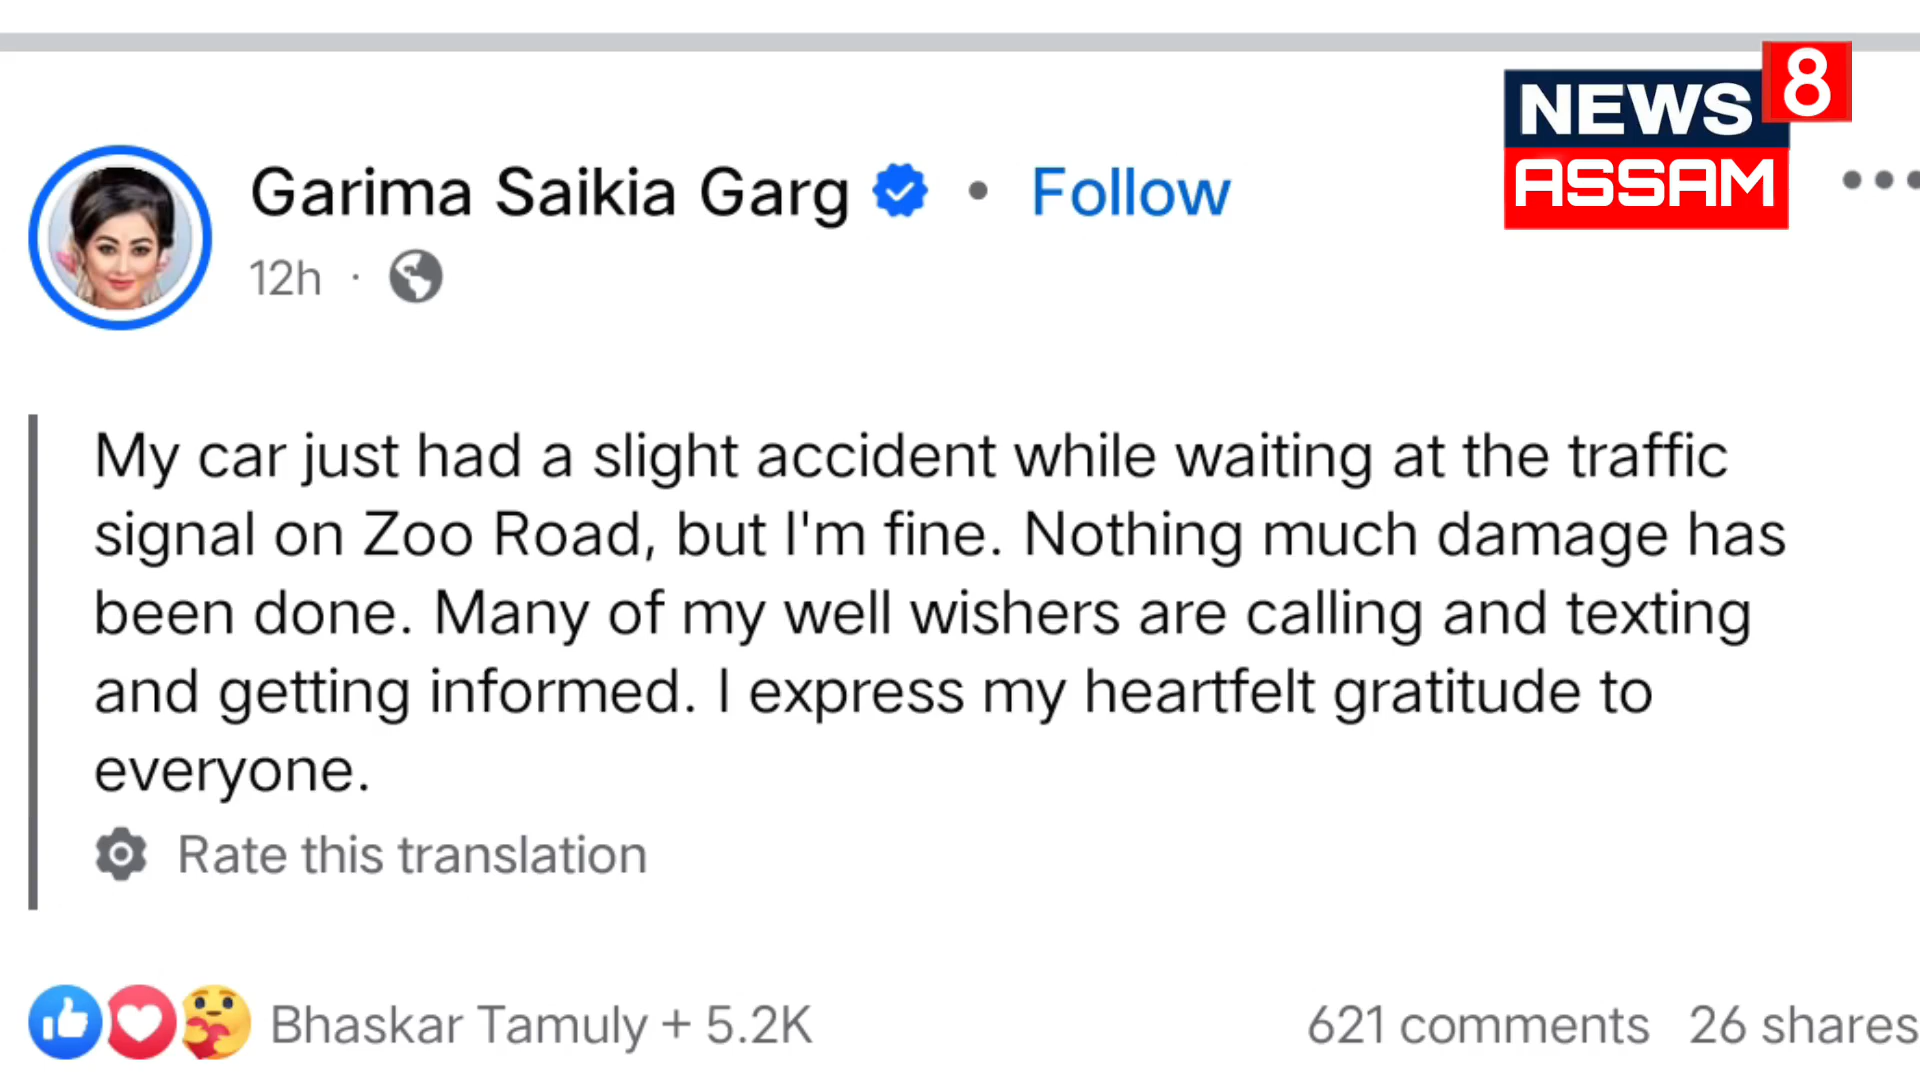 NEWS 8
ASSAM
Garima Saikia Garg • Follow
12h ·
My car just had a slight accident while waiting at the traffic
signal on Zoo Road, but I'm fine. Nothing much damage has
been done. Many of my well wishers are calling and texting
and getting informed. I express my heartfelt gratitude to
everyone.
Rate this translation
Bhaskar Tamuly + 5.2K 621 comments 26 shares